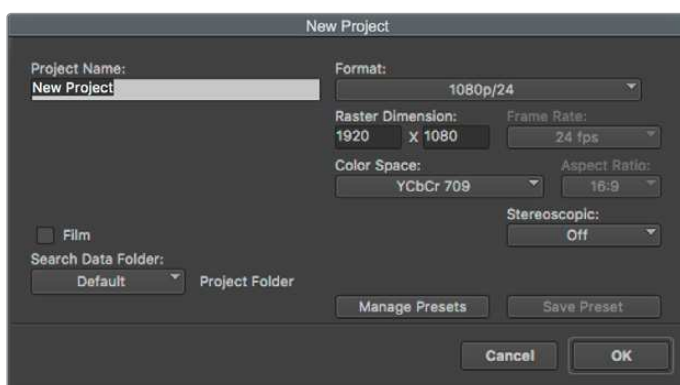 New Project
Project Name:
New Project
Format:
1080p/24
Raster Dimension:
1920 X 1080
Frame Rate:
24 fps
Color Space:
YCbCr 709
Aspect Ratio:
16:9
Stereoscopic:
Off
Film
Search Data Folder:
Default
Project Folder
Manage Presets
Save Preset
Cancel
OK